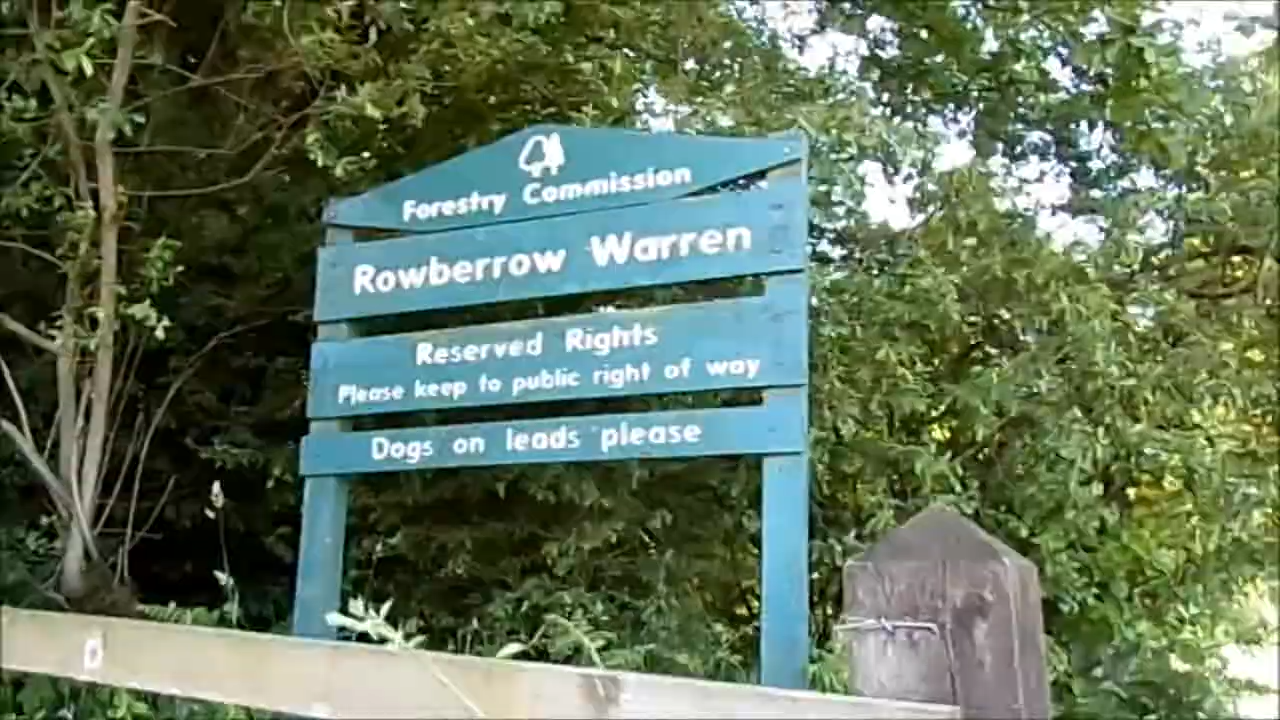 Forestry Commission
Rowberrow Warren
Reserved Rights
Please keep to public right of way
Dogs on leads please